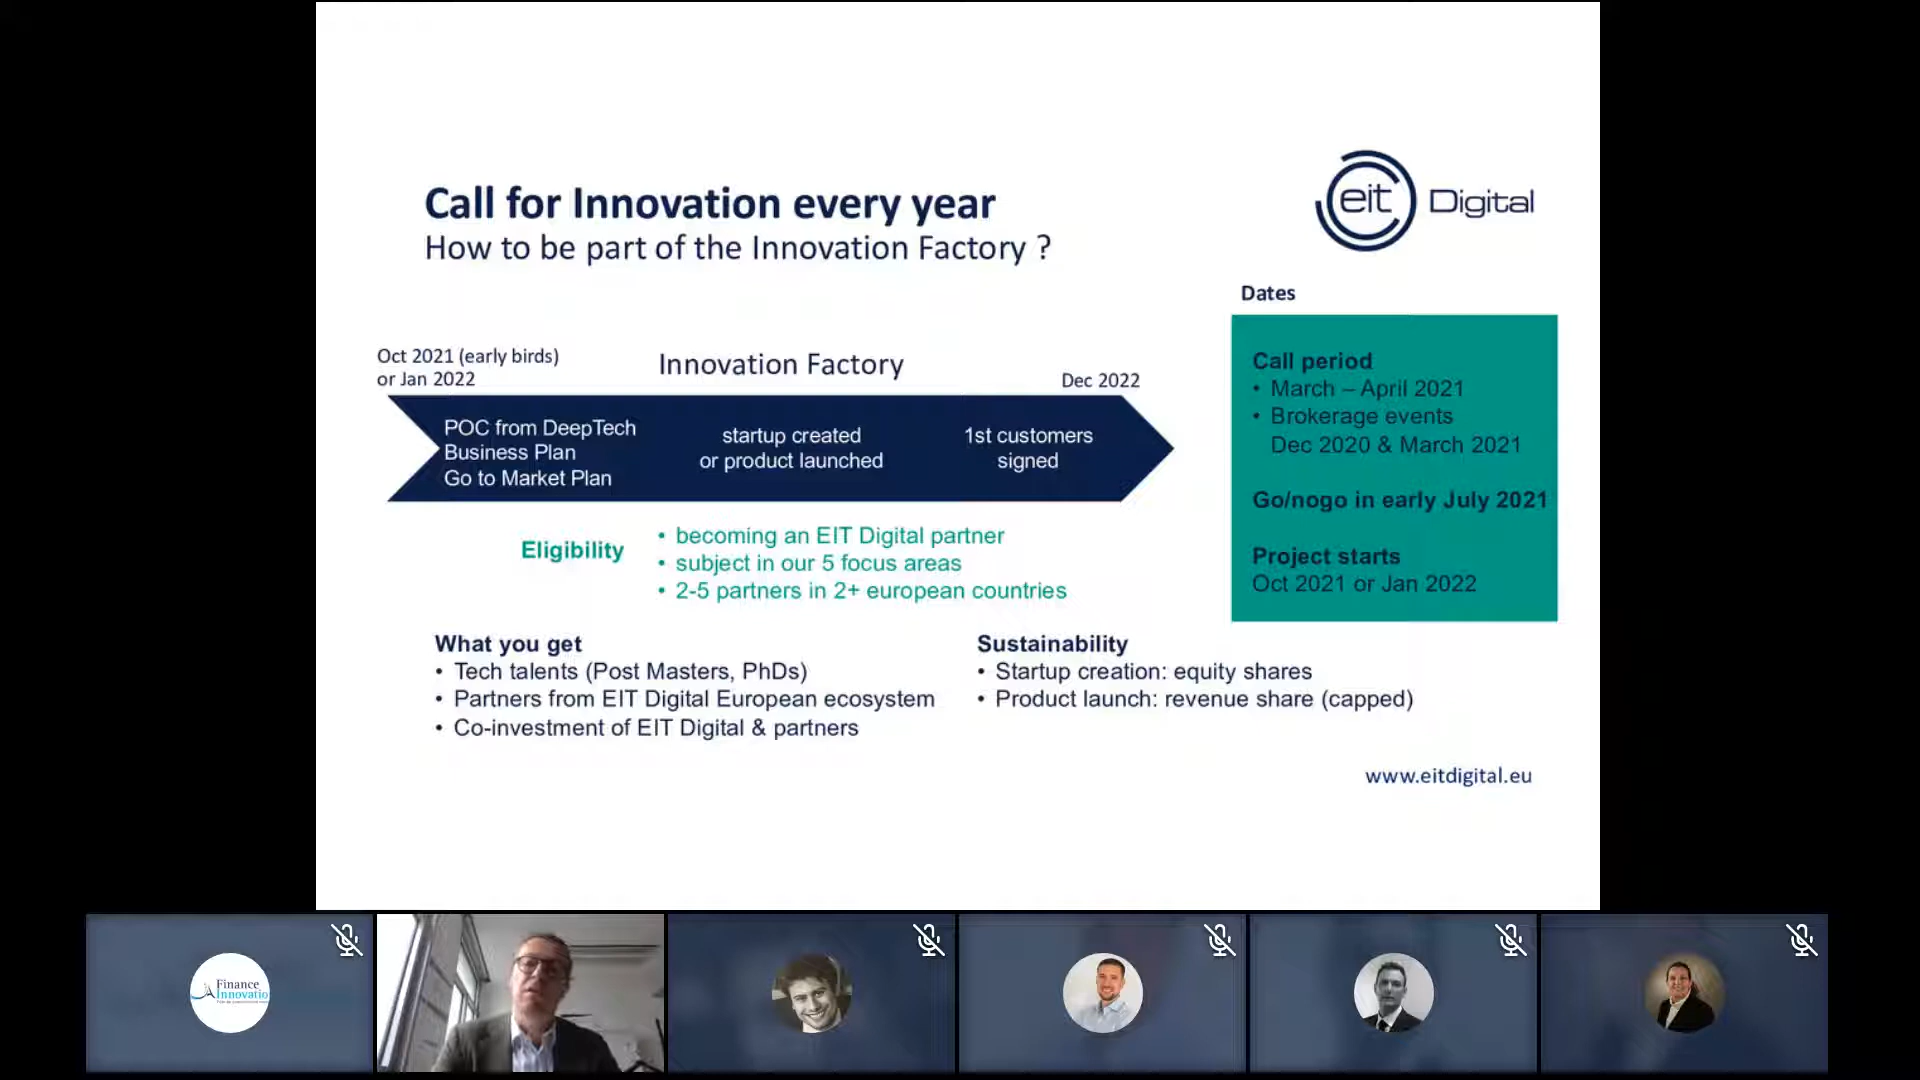 Call for Innovation every year
How to be part of the Innovation Factory ?
eit Digital
Dates
Oct 2021 (early birds)
or Jan 2022
Innovation Factory
Dec 2022
POC from DeepTech
Business Plan
Go to Market Plan
startup created
or product launched
1st customers
signed
Call period
• March – April 2021
• Brokerage events
Dec 2020 & March 2021
Go/nogo in early July 2021
Project starts
Oct 2021 or Jan 2022
Eligibility
• becoming an EIT Digital partner
• subject in our 5 focus areas
• 2-5 partners in 2+ european countries
What you get
• Tech talents (Post Masters, PhDs)
• Partners from EIT Digital European ecosystem
• Co-investment of EIT Digital & partners
Sustainability
• Startup creation: equity shares
• Product launch: revenue share (capped)
www.eitdigital.eu
Finance
Innovatio